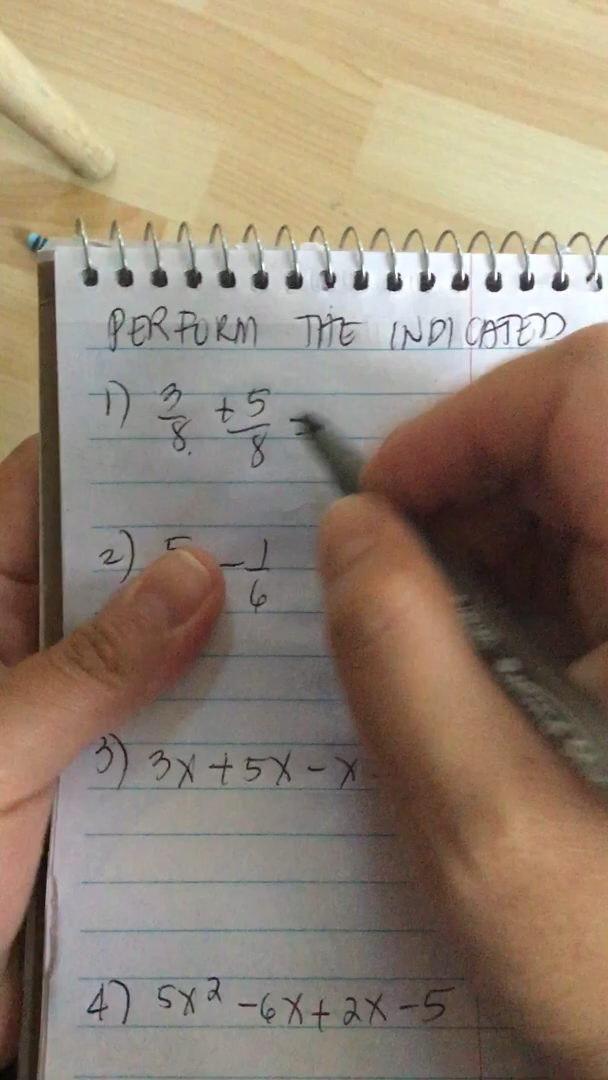 PERFORM THE INDICATED
1) 3/8 + 5/8 =
2) 5 - 1/6
3) 3x + 5x - x
4) 5x² - 6x + 2x - 5